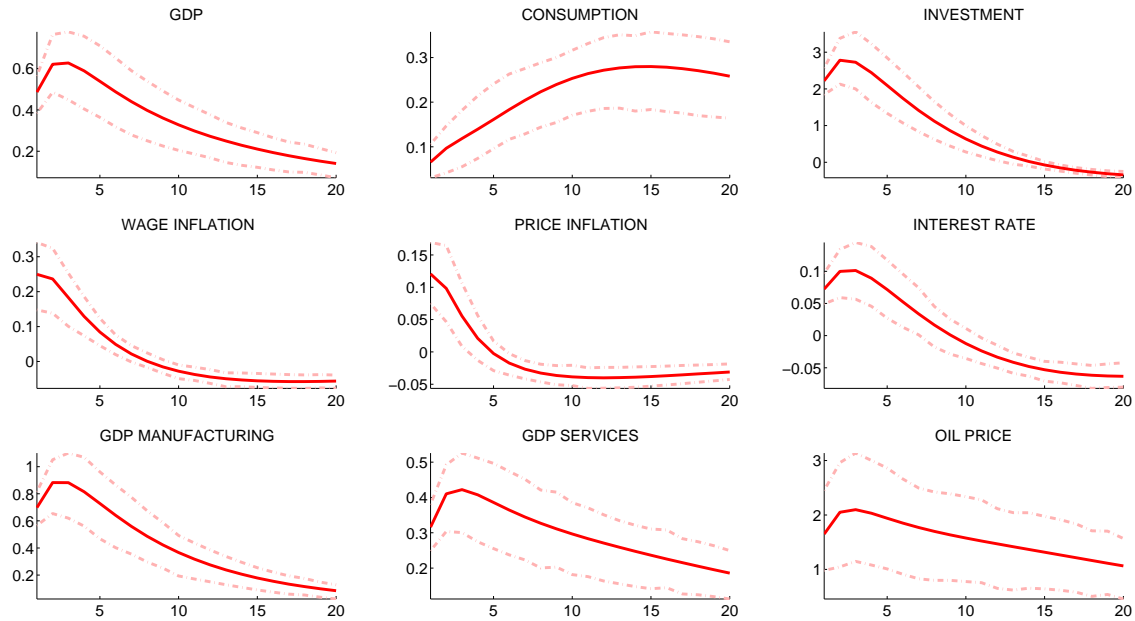 GDP
0.6
0.4
0.2
5 10 15 20
CONSUMPTION
0.3
0.2
0.1
5 10 15 20
INVESTMENT
3
2
1
0
5 10 15 20
WAGE INFLATION
0.3
0.2
0.1
0
5 10 15 20
PRICE INFLATION
0.15
0.1
0.05
0
−0.05
5 10 15 20
INTEREST RATE
0.1
0.05
0
−0.05
5 10 15 20
GDP MANUFACTURING
1
0.8
0.6
0.4
0.2
5 10 15 20
GDP SERVICES
0.5
0.4
0.3
0.2
5 10 15 20
OIL PRICE
3
2
1
5 10 15 20